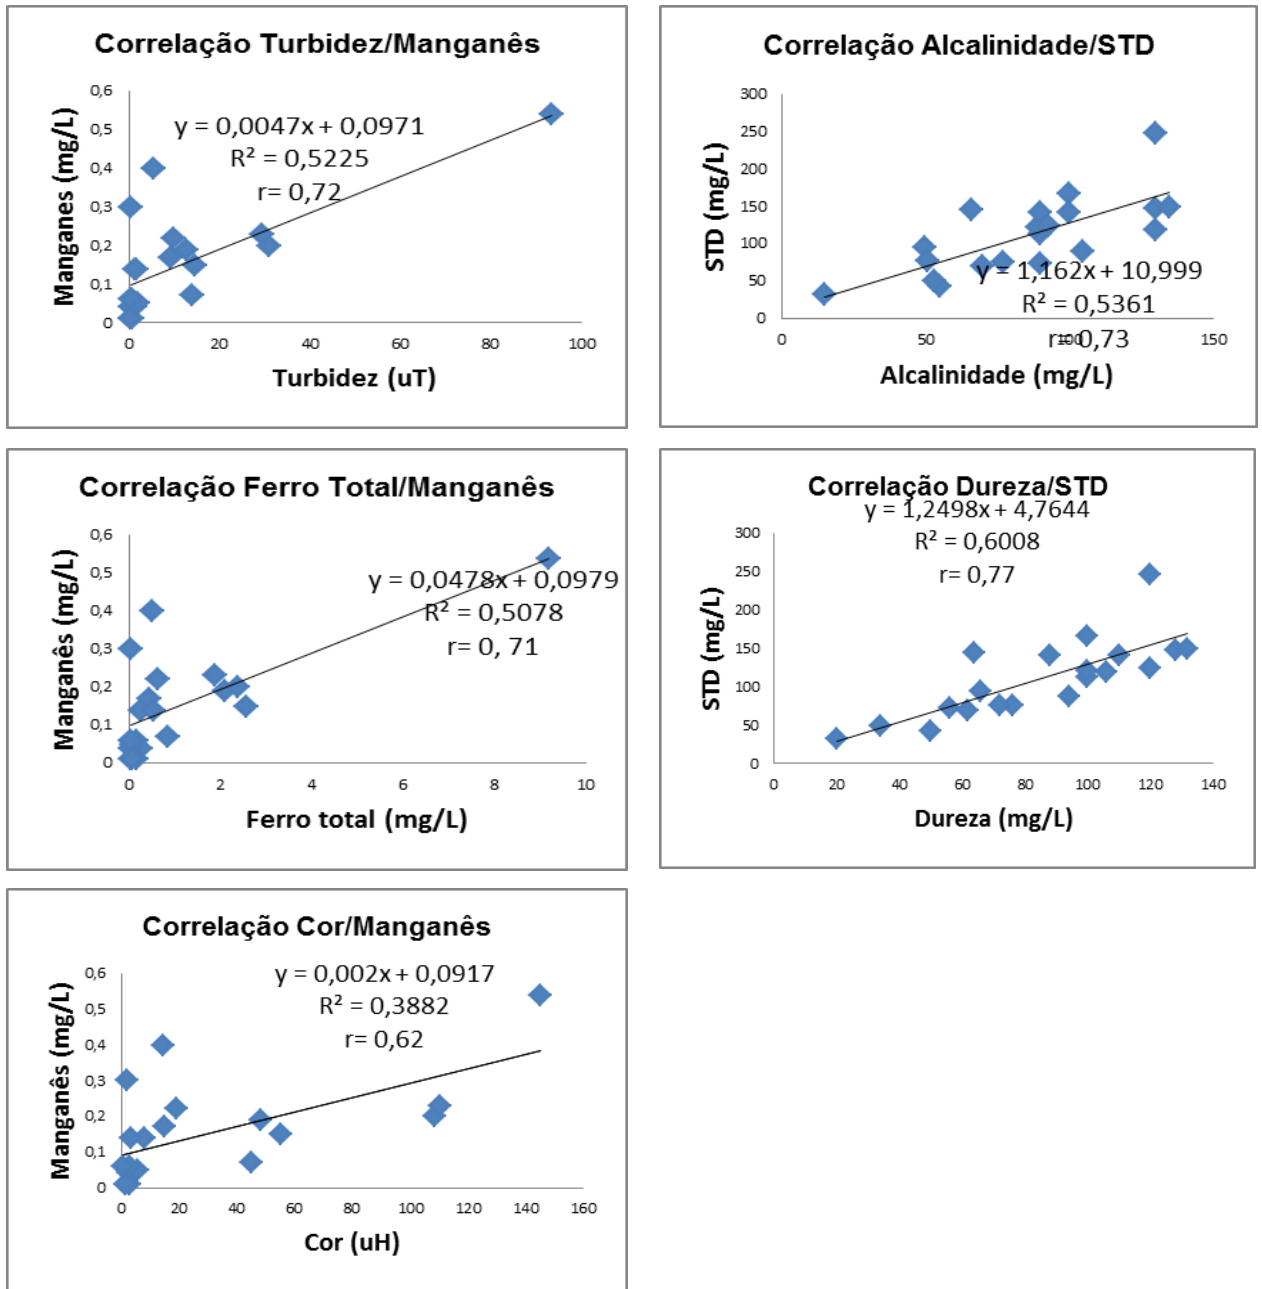 Correlação Turbidez/Manganês
0,6
0,5
0,4
0,3
0,2
0,1
0
y = 0,0047x + 0,0971
R² = 0,5225
r= 0,72
0 20 40 60 80 100
Manganes (mg/L)
Turbidez (uT)
Correlação Alcalinidade/STD
300
250
200
150
100
50
0
y = 1,162x + 10,999
R² = 0,5361
r= 0,73
0 50 100 150
STD (mg/L)
Alcalinidade (mg/L)
Correlação Ferro Total/Manganês
0,6
0,5
0,4
0,3
0,2
0,1
0
y = 0,0478x + 0,0979
R² = 0,5078
r= 0, 71
0 2 4 6 8 10
Manganês (mg/L)
Ferro total (mg/L)
Correlação Dureza/STD
y = 1,2498x + 4,7644
R² = 0,6008
r= 0,77
300
250
200
150
100
50
0
0 20 40 60 80 100 120 140
STD (mg/L)
Dureza (mg/L)
Correlação Cor/Manganês
0,6
0,5
0,4
0,3
0,2
0,1
0
y = 0,002x + 0,0917
R² = 0,3882
r= 0,62
0 20 40 60 80 100 120 140 160
Manganês (mg/L)
Cor (uH)